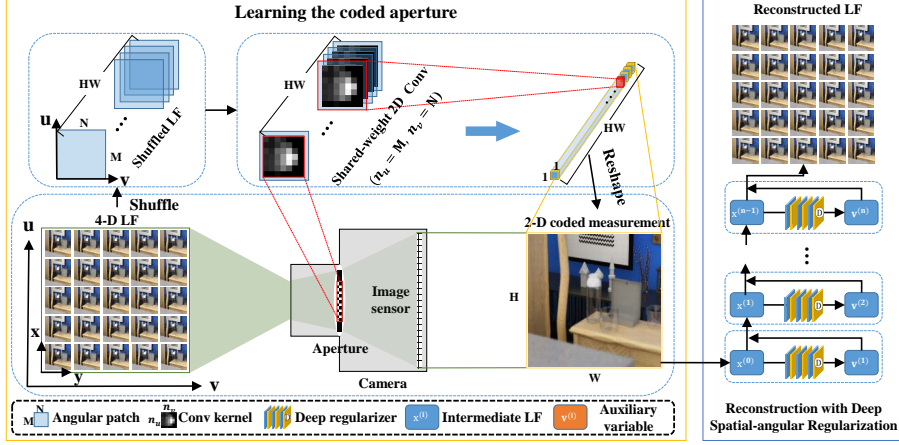 Learning the coded aperture
HW
u
N
M
v
Shuffled LF
HW
Shared-weight 2D Conv
(n_u = M, n_v = N)
HW
1
1
Reshape
Shuffle
4-D LF
u
x
y
v
Image
sensor
Aperture
Camera
2-D coded measurement
H
W
Reconstructed LF
x^(n−1)
D
v^(n)
x^(1)
D
v^(2)
x^(0)
D
v^(1)
Reconstruction with Deep
Spatial-angular Regularization
N
M
Angular patch
n_v
n_u
Conv kernel
D
Deep regularizer
x^(i)
Intermediate LF
v^(i)
Auxiliary
variable